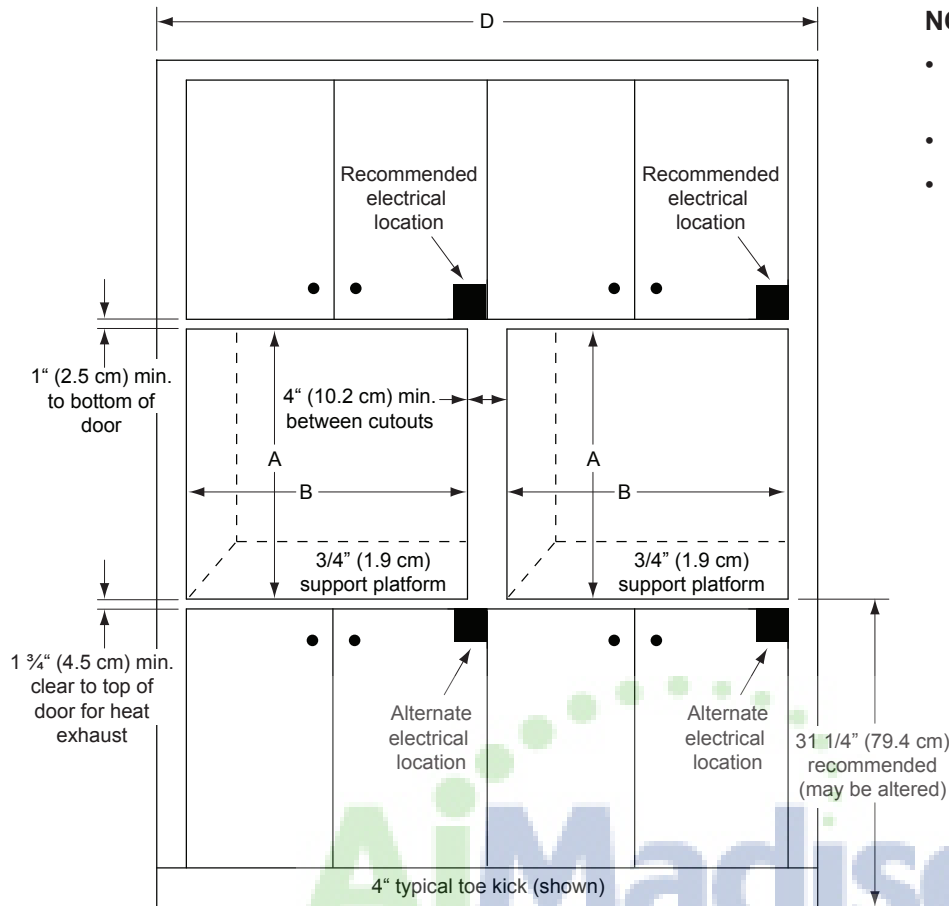 D
NO
•
•
•
Recommended
electrical
location
Recommended
electrical
location
1“ (2.5 cm) min.
to bottom of
door
4“ (10.2 cm) min.
between cutouts
A
B
3/4” (1.9 cm)
support platform
A
B
3/4” (1.9 cm)
support platform
1 ¾“ (4.5 cm) min.
clear to top of
door for heat
exhaust
Alternate
electrical
location
Alternate
electrical
location
31 1/4” (79.4 cm)
recommended
(may be altered)
4“ typical toe kick (shown)
AjMadis